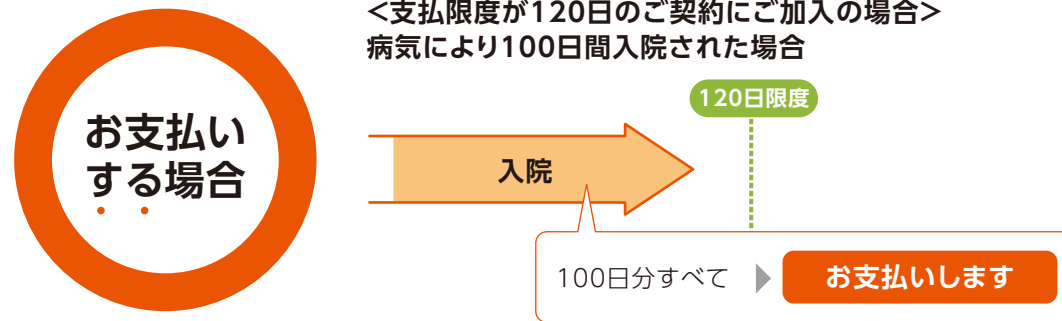 お支払い
する場合
<支払限度が120日のご契約にご加入の場合>
病気により100日間入院された場合
120日限度
入院
100日分すべて
お支払いします